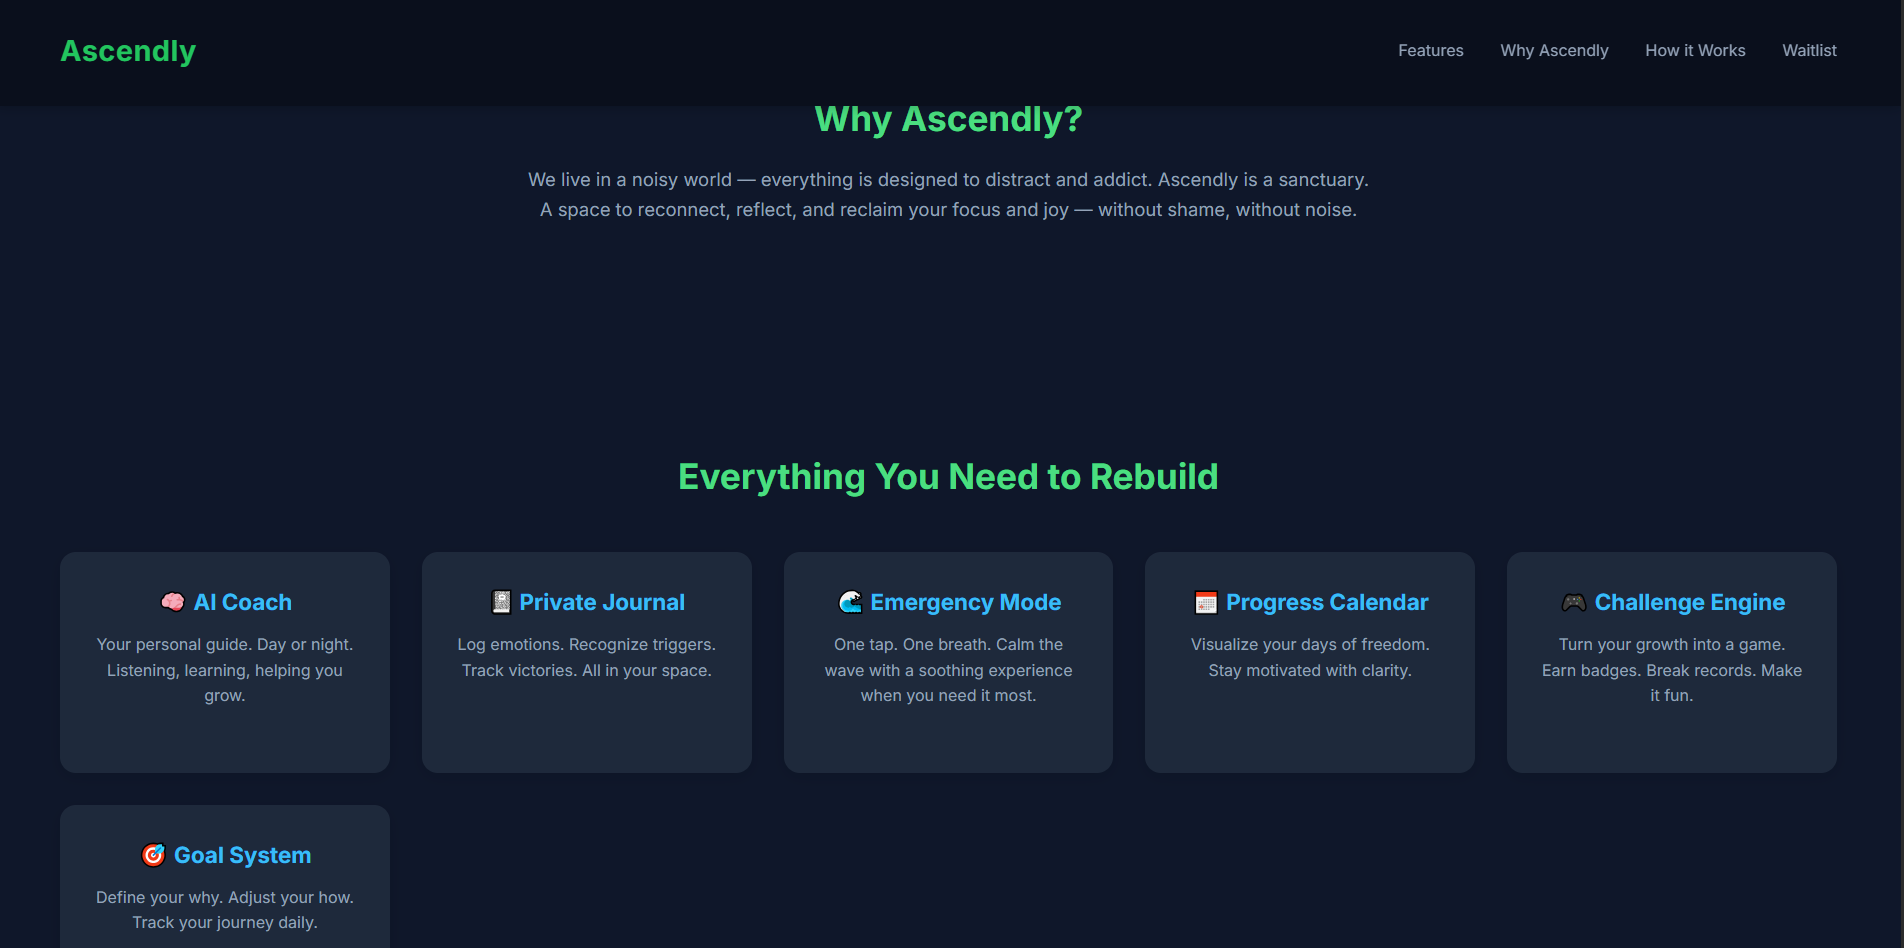 Ascendly
Features
Why Ascendly
How it Works
Waitlist
Why Ascendly?
We live in a noisy world — everything is designed to distract and addict. Ascendly is a sanctuary.
A space to reconnect, reflect, and reclaim your focus and joy — without shame, without noise.
Everything You Need to Rebuild
🧠 AI Coach
Your personal guide. Day or night.
Listening, learning, helping you
grow.
📓 Private Journal
Log emotions. Recognize triggers.
Track victories. All in your space.
🌊 Emergency Mode
One tap. One breath. Calm the
wave with a soothing experience
when you need it most.
📅 Progress Calendar
Visualize your days of freedom.
Stay motivated with clarity.
🎮 Challenge Engine
Turn your growth into a game.
Earn badges. Break records. Make
it fun.
🎯 Goal System
Define your why. Adjust your how.
Track your journey daily.